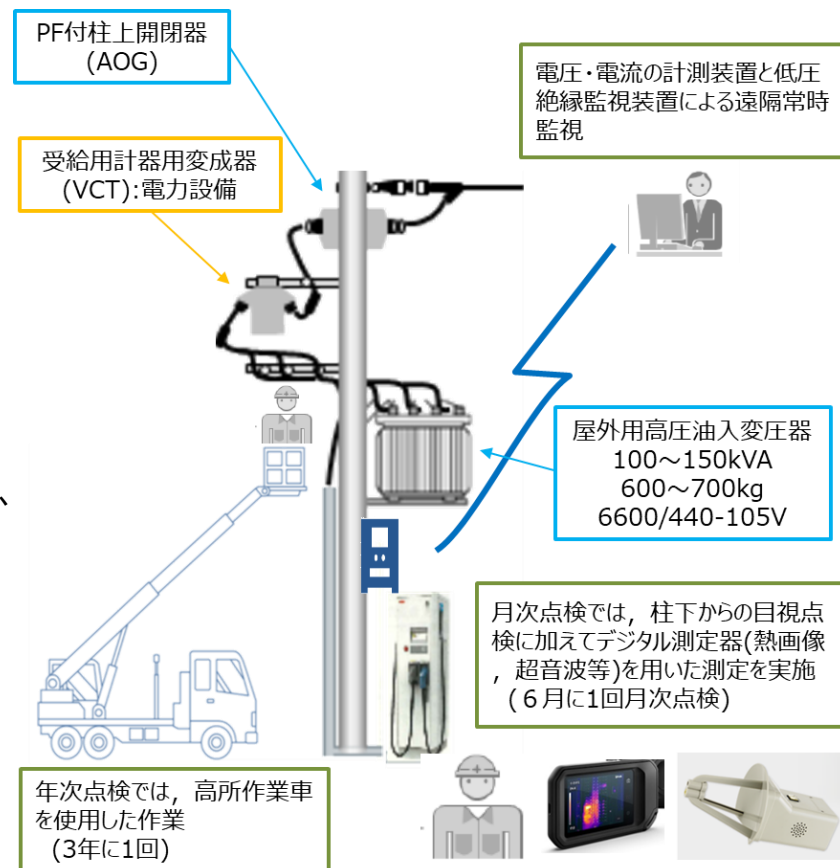 PF付柱上開閉器
(AOG)
電圧・電流の計測装置と低圧
絶縁監視装置による遠隔常時
監視
受給用計器用変成器
(VCT):電力設備
屋外用高圧油入変圧器
100～150kVA
600～700kg
6600/440-105V
、
月次点検では，柱下からの目視点
検に加えてデジタル測定器(熱画像
，超音波等)を用いた測定を実施
(６月に1回月次点検)
年次点検では，高所作業車
を使用した作業
(3年に1回)